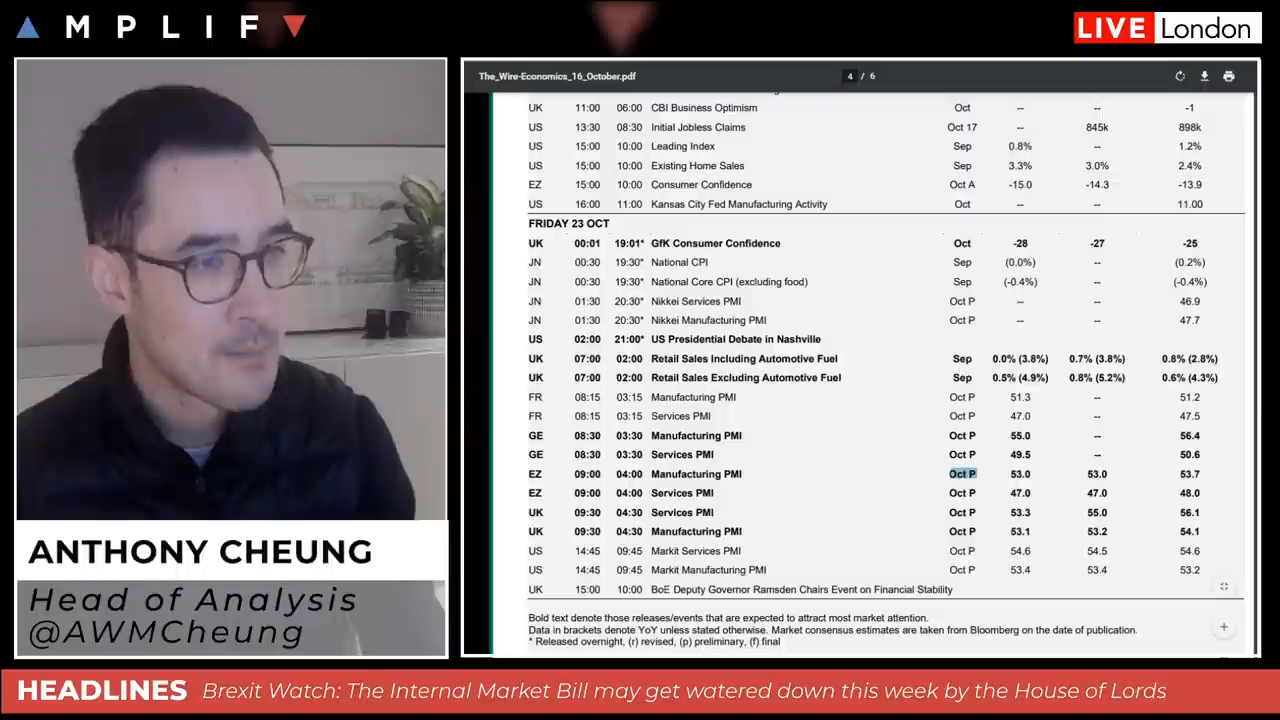 AMPLIFY
LIVE London
The_Wire-Economics_16_October.pdf
4 / 6
UK 11:00 06:00 CBI Business Optimism Oct -- -- -1
US 13:30 08:30 Initial Jobless Claims Oct 17 -- 845k 898k
US 15:00 10:00 Leading Index Sep 0.8% -- 1.2%
US 15:00 10:00 Existing Home Sales Sep 3.3% 3.0% 2.4%
EZ 15:00 10:00 Consumer Confidence Oct A -15.0 -14.3 -13.9
US 16:00 11:00 Kansas City Fed Manufacturing Activity Oct -- -- 11.00
FRIDAY 23 OCT
UK 00:01 19:01* GfK Consumer Confidence Oct -28 -27 -25
JN 00:30 19:30* National CPI Sep (0.0%) -- (0.2%)
JN 00:30 19:30* National Core CPI (excluding food) Sep (-0.4%) -- (-0.4%)
JN 01:30 20:30* Nikkei Services PMI Oct P -- -- 46.9
JN 01:30 20:30* Nikkei Manufacturing PMI Oct P -- -- 47.7
US 02:00 21:00* US Presidential Debate in Nashville
UK 07:00 02:00 Retail Sales Including Automotive Fuel Sep 0.0% (3.8%) 0.7% (3.8%) 0.8% (2.8%)
UK 07:00 02:00 Retail Sales Excluding Automotive Fuel Sep 0.5% (4.9%) 0.8% (5.2%) 0.6% (4.3%)
FR 08:15 03:15 Manufacturing PMI Oct P 51.3 -- 51.2
FR 08:15 03:15 Services PMI Oct P 47.0 -- 47.5
GE 08:30 03:30 Manufacturing PMI Oct P 55.0 -- 56.4
GE 08:30 03:30 Services PMI Oct P 49.5 -- 50.6
EZ 09:00 04:00 Manufacturing PMI Oct P 53.0 53.0 53.7
EZ 09:00 04:00 Services PMI Oct P 47.0 47.0 48.0
UK 09:30 04:30 Services PMI Oct P 53.3 55.0 56.1
UK 09:30 04:30 Manufacturing PMI Oct P 53.1 53.2 54.1
US 14:45 09:45 Markit Services PMI Oct P 54.6 54.5 54.6
US 14:45 09:45 Markit Manufacturing PMI Oct P 53.4 53.4 53.2
UK 15:00 10:00 BoE Deputy Governor Ramsden Chairs Event on Financial Stability
Bold text denote those releases/events that are expected to attract most market attention.
Data in brackets denote YoY unless stated otherwise. Market consensus estimates are taken from Bloomberg on the date of publication.
* Released overnight, (r) revised, (p) preliminary, (f) final
ANTHONY CHEUNG
Head of Analysis
@AWMCheung
HEADLINES Brexit Watch: The Internal Market Bill may get watered down this week by the House of Lords